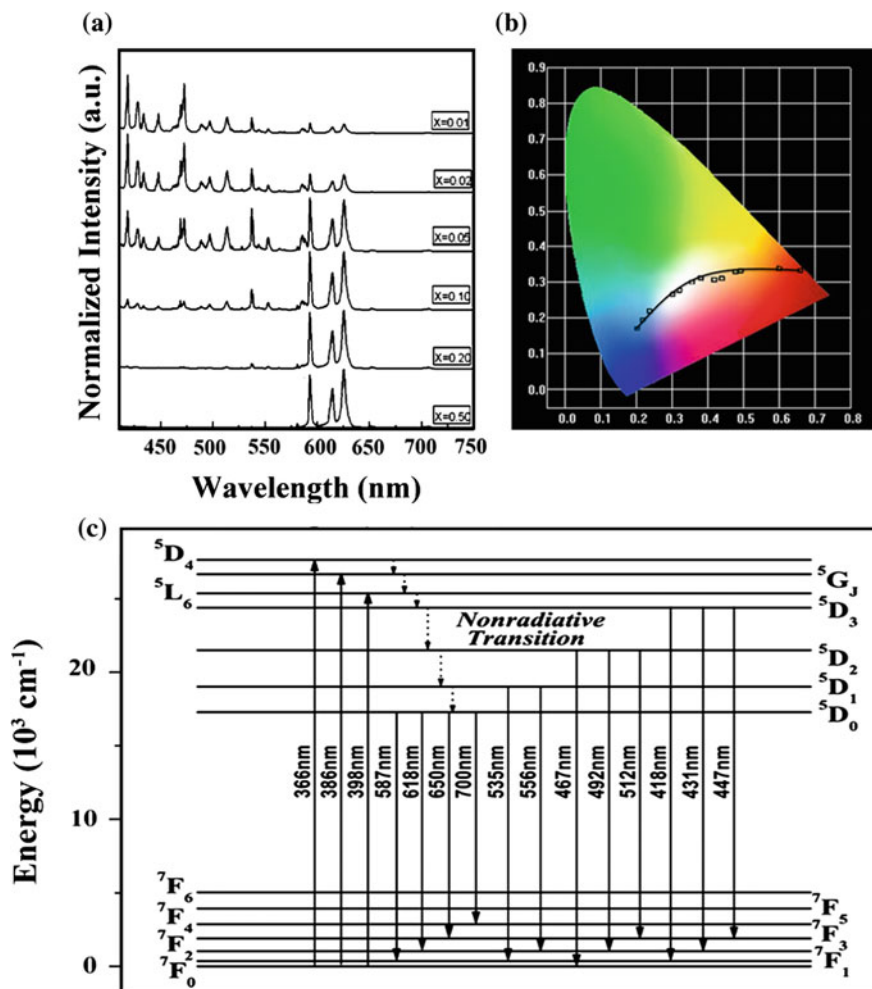 (a)
Normalized Intensity (a.u.)
X=0.01
X=0.02
X=0.05
X=0.10
X=0.20
X=0.50
450 500 550 600 650 700 750
Wavelength (nm)
(b)
0.9
0.8
0.7
0.6
0.5
0.4
0.3
0.2
0.1
0.0
0.0 0.1 0.2 0.3 0.4 0.5 0.6 0.7 0.8
(c)
Energy (10³ cm⁻¹)
20
10
0
⁵D₄
⁵L₆
⁵G_J
⁵D₃
Nonradiative
Transition
⁵D₂
⁵D₁
⁵D₀
366nm
386nm
398nm
587nm
618nm
650nm
700nm
535nm
556nm
467nm
492nm
512nm
418nm
431nm
447nm
⁷F₆
⁷F₄
⁷F₂
⁷F₀
⁷F₅
⁷F₃
⁷F₁